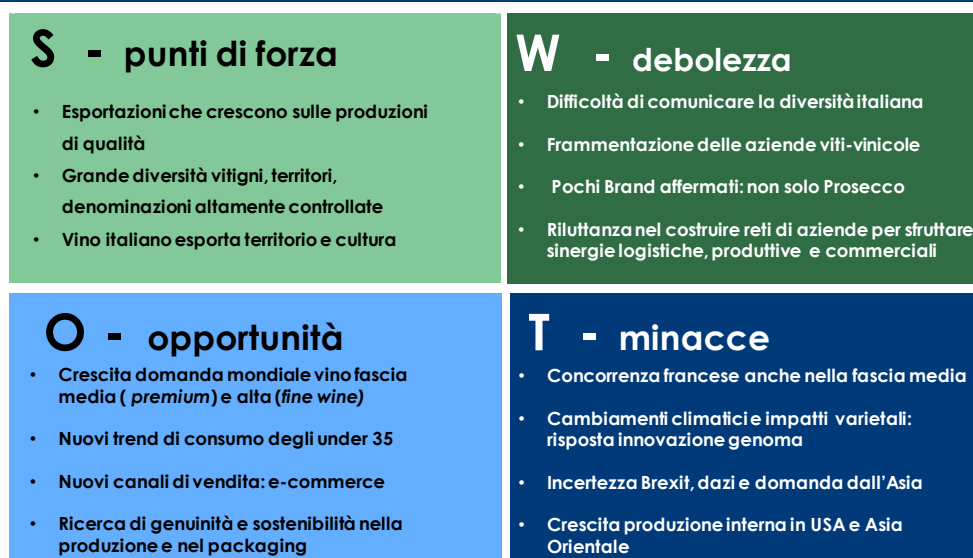 S - punti di forza
• Esportazioni che crescono sulle produzioni
di qualità
• Grande diversità vitigni, territori,
denominazioni altamente controllate
• Vino italiano esporta territorio e cultura
W - debolezza
• Difficoltà di comunicare la diversità italiana
• Frammentazione delle aziende viti-vinicole
• Pochi Brand affermati: non solo Prosecco
• Riluttanza nel costruire reti di aziende per sfruttare
sinergie logistiche, produttive e commerciali
O - opportunità
• Crescita domanda mondiale vino fascia
media ( premium) e alta (fine wine)
• Nuovi trend di consumo degli under 35
• Nuovi canali di vendita: e-commerce
• Ricerca di genuinità e sostenibilità nella
produzione e nel packaging
T - minacce
• Concorrenza francese anche nella fascia media
• Cambiamenti climatici e impatti varietali:
risposta innovazione genoma
• Incertezza Brexit, dazi e domanda dall'Asia
• Crescita produzione interna in USA e Asia
Orientale